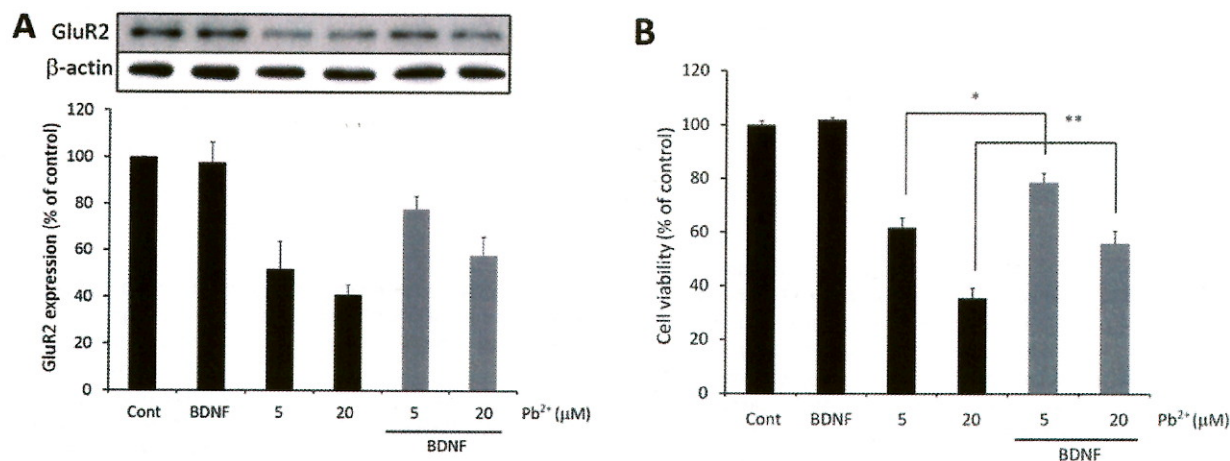 A
GluR2
β-actin
GluR2 expression (% of control)
120
100
80
60
40
20
0
Cont BDNF 5 20 5 20 Pb²⁺ (μM)
BDNF
B
Cell viability (% of control)
120
100
80
60
40
20
0
*
**
Cont BDNF 5 20 5 20 Pb²⁺ (μM)
BDNF